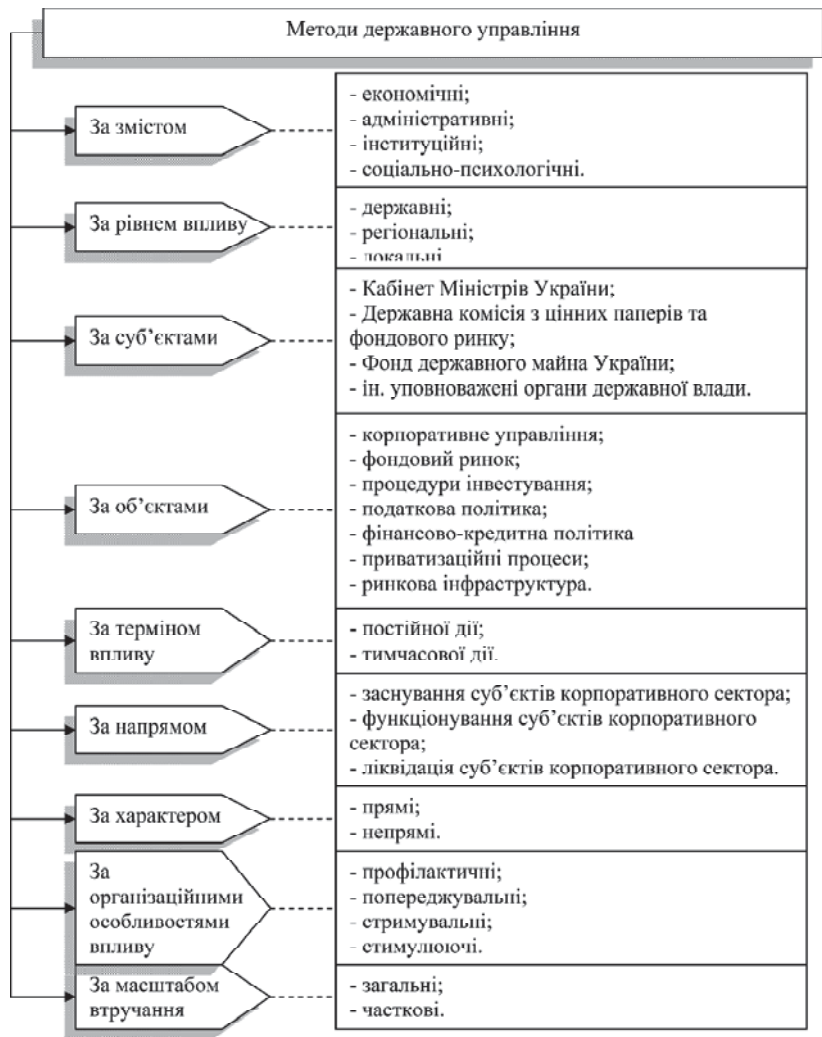 Методи державного управління
За змістом
- економічні;
- адміністративні;
- інституційні;
- соціально-психологічні.
За рівнем впливу
- державні;
- регіональні;
- локальні
За суб’єктами
- Кабінет Міністрів України;
- Державна комісія з цінних паперів та
фондового ринку;
- Фонд державного майна України;
- ін. уповноважені органи державної влади.
За об’єктами
- корпоративне управління;
- фондовий ринок;
- процедури інвестування;
- податкова політика;
- фінансово-кредитна політика
- приватизаційні процеси;
- ринкова інфраструктура.
За терміном
впливу
- постійної дії;
- тимчасової дії.
За напрямом
- заснування суб’єктів корпоративного сектора;
- функціонування суб’єктів корпоративного
сектора;
- ліквідація суб’єктів корпоративного сектора.
За характером
- прямі;
- непрямі.
За
організаційними
особливостями
впливу
- профілактичні;
- попереджувальні;
- стримувальні;
- стимулюючі.
За масштабом
втручання
- загальні;
- часткові.